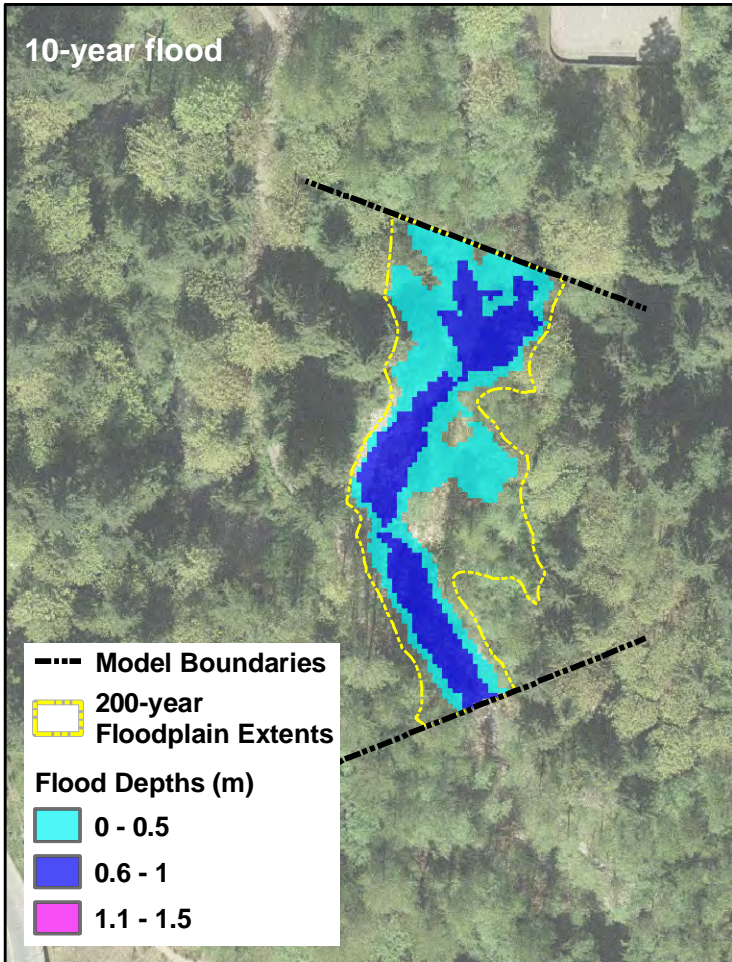 10-year flood
Model Boundaries
200-year
Floodplain Extents
Flood Depths (m)
0 - 0.5
0.6 - 1
1.1 - 1.5